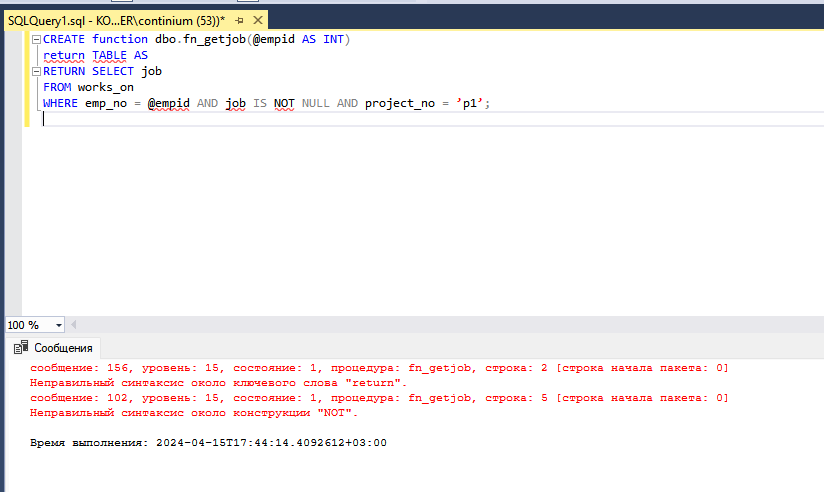 SQLQuery1.sql - KO...ER\continium (53))*
CREATE function dbo.fn_getjob(@empid AS INT)
return TABLE AS
RETURN SELECT job
FROM works_on
WHERE emp_no = @empid AND job IS NOT NULL AND project_no = ’p1’;
100 %
Сообщения
сообщение: 156, уровень: 15, состояние: 1, процедура: fn_getjob, строка: 2 [строка начала пакета: 0]
Неправильный синтаксис около ключевого слова "return".
сообщение: 102, уровень: 15, состояние: 1, процедура: fn_getjob, строка: 5 [строка начала пакета: 0]
Неправильный синтаксис около конструкции "NOT".
Время выполнения: 2024-04-15T17:44:14.4092612+03:00